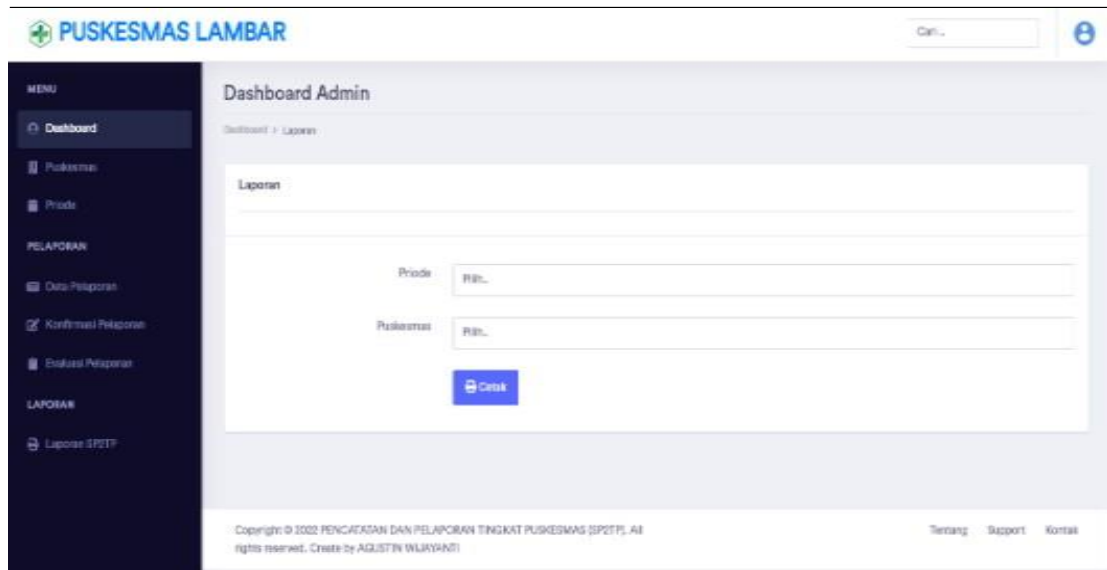 PUSKESMAS LAMBAR
Cari...
MENU
Dashboard
Puskesmas
Priode
PELAPORAN
Data Pelaporan
Konfirmasi Pelaporan
Evaluasi Pelaporan
LAPORAN
Laporan SP2TP
Dashboard Admin
Dashboard > Laporan
Laporan
Priode
Pilih...
Puskesmas
Pilih...
Cetak
Copyright © 2022 PENCATATAN DAN PELAPORAN TINGKAT PUSKESMAS (SP2TP). All
rights reserved. Create by AGUSTIN WIJAYANTI
Tentang Support Kontak